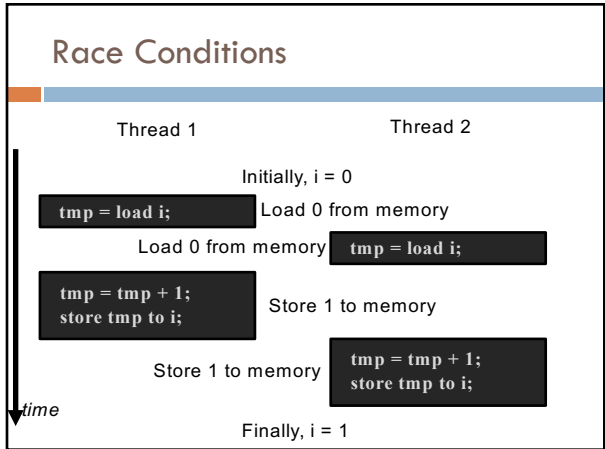 Race Conditions
Thread 1
Thread 2
Initially, i = 0
tmp = load i;
Load 0 from memory
Load 0 from memory
tmp = load i;
tmp = tmp + 1;
store tmp to i;
Store 1 to memory
Store 1 to memory
tmp = tmp + 1;
store tmp to i;
time
Finally, i = 1